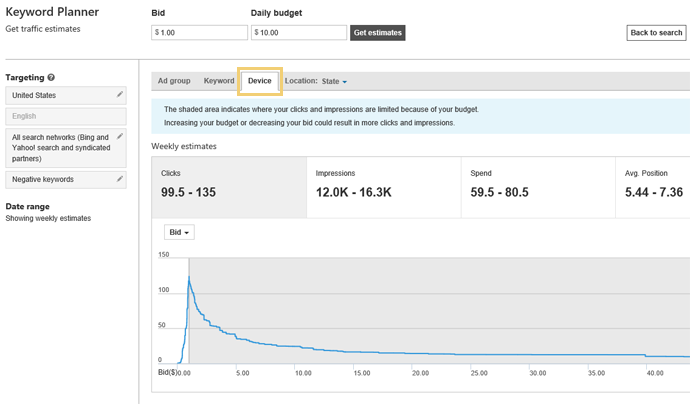 Keyword Planner
Get traffic estimates
Bid
Daily budget
$ 1.00
$ 10.00
Get estimates
Back to search
Targeting
United States
English
All search networks (Bing and
Yahoo! search and syndicated
partners)
Negative keywords
Date range
Showing weekly estimates
Ad group Keyword Device Location: State
The shaded area indicates where your clicks and impressions are limited because of your budget.
Increasing your budget or decreasing your bid could result in more clicks and impressions.
Weekly estimates
Clicks
99.5 - 135
Impressions
12.0K - 16.3K
Spend
59.5 - 80.5
Avg. Position
5.44 - 7.36
Bid
150
100
50
0
Bid($) 0.00 5.00 10.00 15.00 20.00 25.00 30.00 35.00 40.00